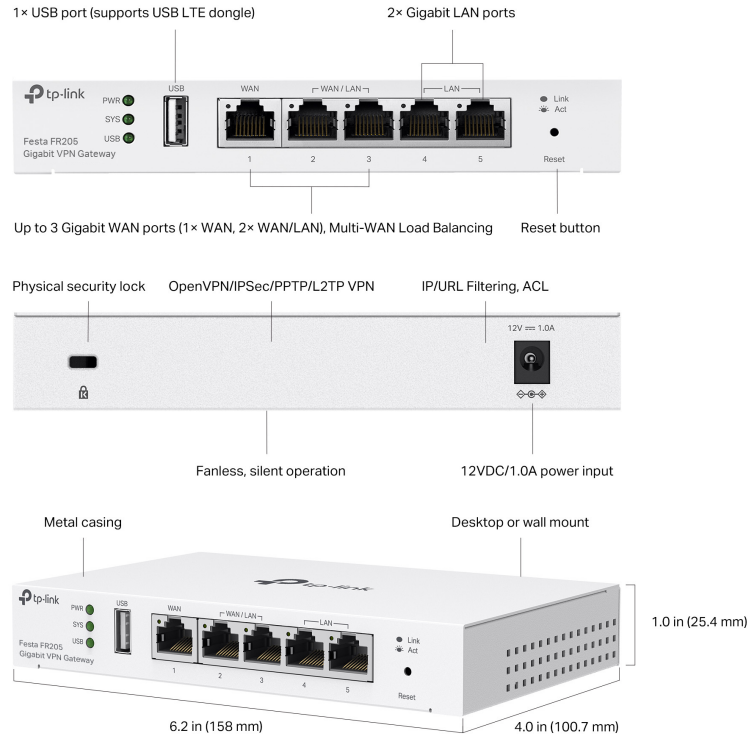 1× USB port (supports USB LTE dongle)
2× Gigabit LAN ports
tp-link
PWR
SYS
USB
USB
WAN
WAN / LAN
LAN
Link
Act
Festa FR205
Gigabit VPN Gateway
1
2
3
4
5
Reset
Up to 3 Gigabit WAN ports (1× WAN, 2× WAN/LAN), Multi-WAN Load Balancing
Reset button
Physical security lock
OpenVPN/IPSec/PPTP/L2TP VPN
IP/URL Filtering, ACL
12V ⎓ 1.0A
K
Fanless, silent operation
12VDC/1.0A power input
Metal casing
Desktop or wall mount
tp-link
tp-link
PWR
SYS
USB
USB
WAN
WAN / LAN
LAN
Link
Act
Festa FR205
Gigabit VPN Gateway
1
2
3
4
5
Reset
1.0 in (25.4 mm)
6.2 in (158 mm)
4.0 in (100.7 mm)